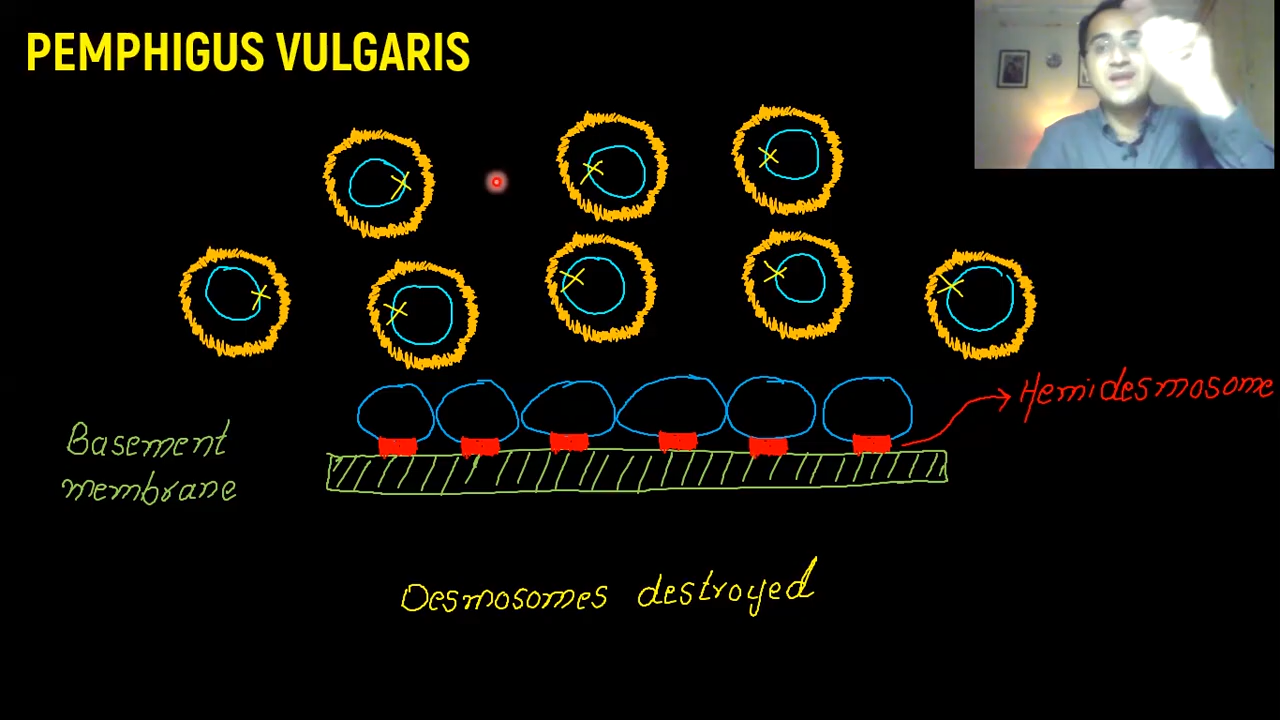 PEMPHIGUS VULGARIS
Hemidesmosome
Basement
membrane
Desmosomes destroyed